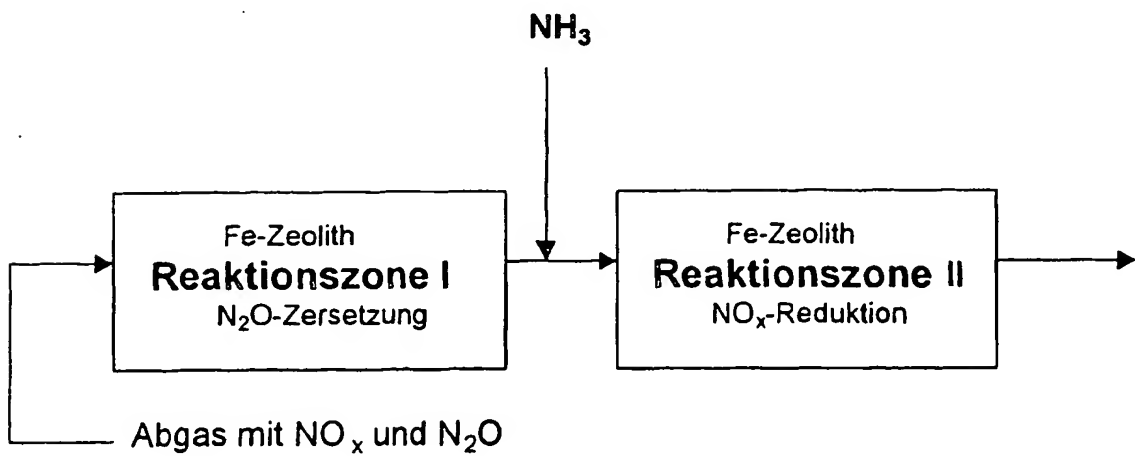 NH₃
Fe-Zeolith
Reaktionszone I
N₂O-Zersetzung
Fe-Zeolith
Reaktionszone II
NOₓ-Reduktion
Abgas mit NOₓ und N₂O